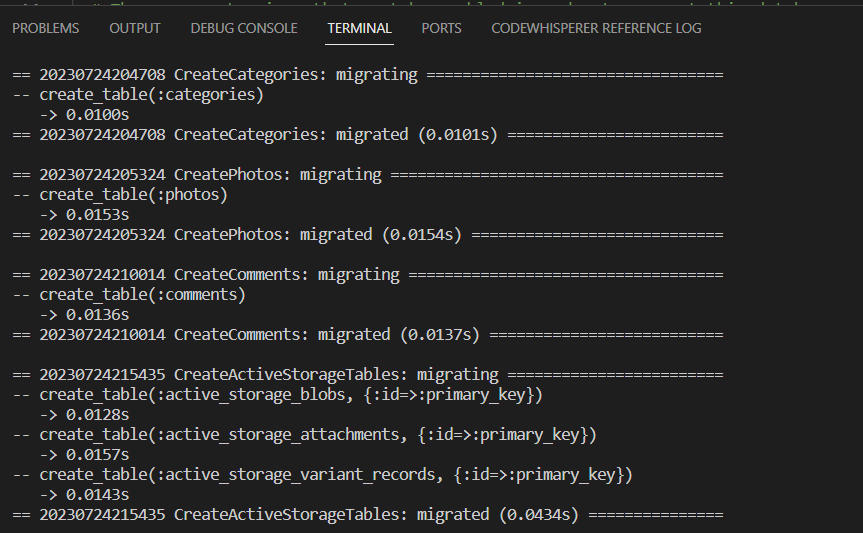 PROBLEMS OUTPUT DEBUG CONSOLE TERMINAL PORTS CODEWHISPERER REFERENCE LOG
== 20230724204708 CreateCategories: migrating =================================
-- create_table(:categories)
   -> 0.0100s
== 20230724204708 CreateCategories: migrated (0.0101s) ========================

== 20230724205324 CreatePhotos: migrating =====================================
-- create_table(:photos)
   -> 0.0153s
== 20230724205324 CreatePhotos: migrated (0.0154s) ============================

== 20230724210014 CreateComments: migrating ===================================
-- create_table(:comments)
   -> 0.0136s
== 20230724210014 CreateComments: migrated (0.0137s) ==========================

== 20230724215435 CreateActiveStorageTables: migrating ========================
-- create_table(:active_storage_blobs, {:id=>:primary_key})
   -> 0.0128s
-- create_table(:active_storage_attachments, {:id=>:primary_key})
   -> 0.0157s
-- create_table(:active_storage_variant_records, {:id=>:primary_key})
   -> 0.0143s
== 20230724215435 CreateActiveStorageTables: migrated (0.0434s) ===============